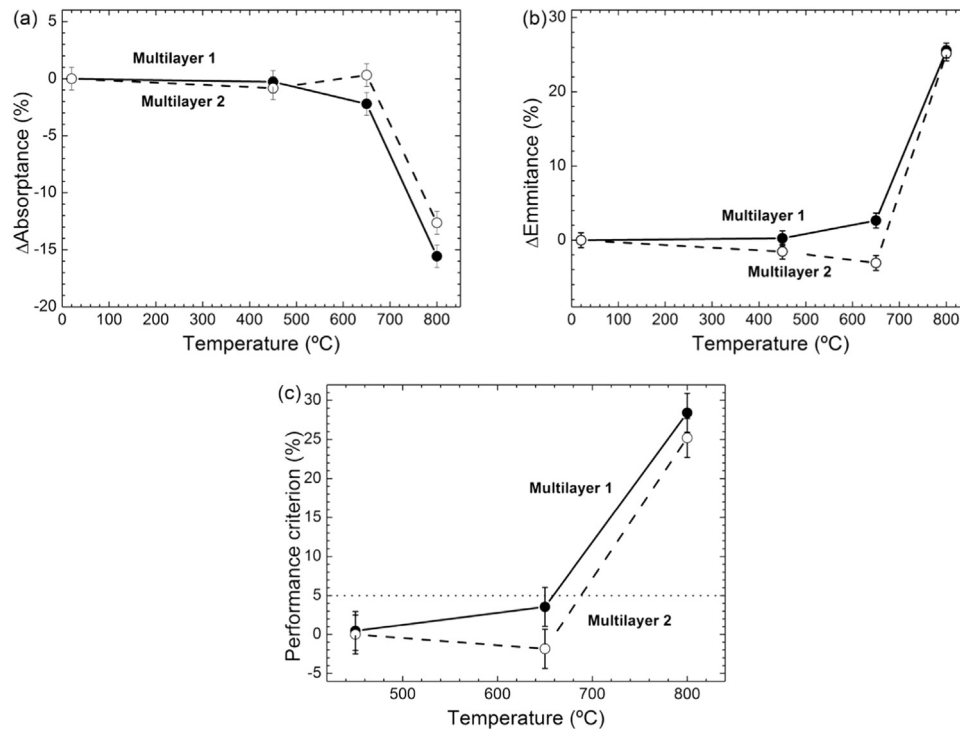 (a)
5
0
-5
-10
-15
-20
ΔAbsorptance (%)
Multilayer 1
Multilayer 2
0 100 200 300 400 500 600 700 800
Temperature (ºC)
(b)
30
20
10
0
ΔEmmitance (%)
Multilayer 1
Multilayer 2
0 100 200 300 400 500 600 700 800
Temperature (ºC)
(c)
30
25
20
15
10
5
0
-5
Performance criterion (%)
Multilayer 1
Multilayer 2
500 600 700 800
Temperature (ºC)